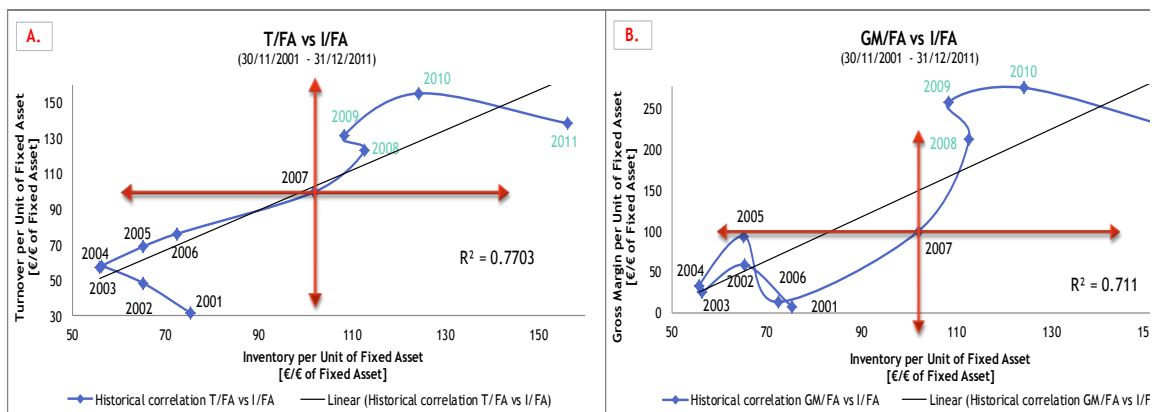 A.
T/FA vs I/FA
(30/11/2001 - 31/12/2011)
Turnover per Unit of Fixed Asset
[€/€ of Fixed Asset]
150
130
110
90
70
50
30
2010
2009
2011
2008
2007
2005
2004
2006
2003
2002
2001
R² = 0.7703
50 70 90 110 130 150
Inventory per Unit of Fixed Asset
[€/€ of Fixed Asset]
Historical correlation T/FA vs I/FA
Linear (Historical correlation T/FA vs I/FA)
B.
GM/FA vs I/FA
(30/11/2001 - 31/12/2011)
Gross Margin per Unit of Fixed Asset
[€/€ of Fixed Asset]
250
200
150
100
50
0
2010
2009
2008
2005
2007
2004
2002
2006
2003
2001
R² = 0.711
50 70 90 110 130 150
Inventory per Unit of Fixed Asset
[€/€ of Fixed Asset]
Historical correlation GM/FA vs I/FA
Linear (Historical correlation GM/FA vs I/F